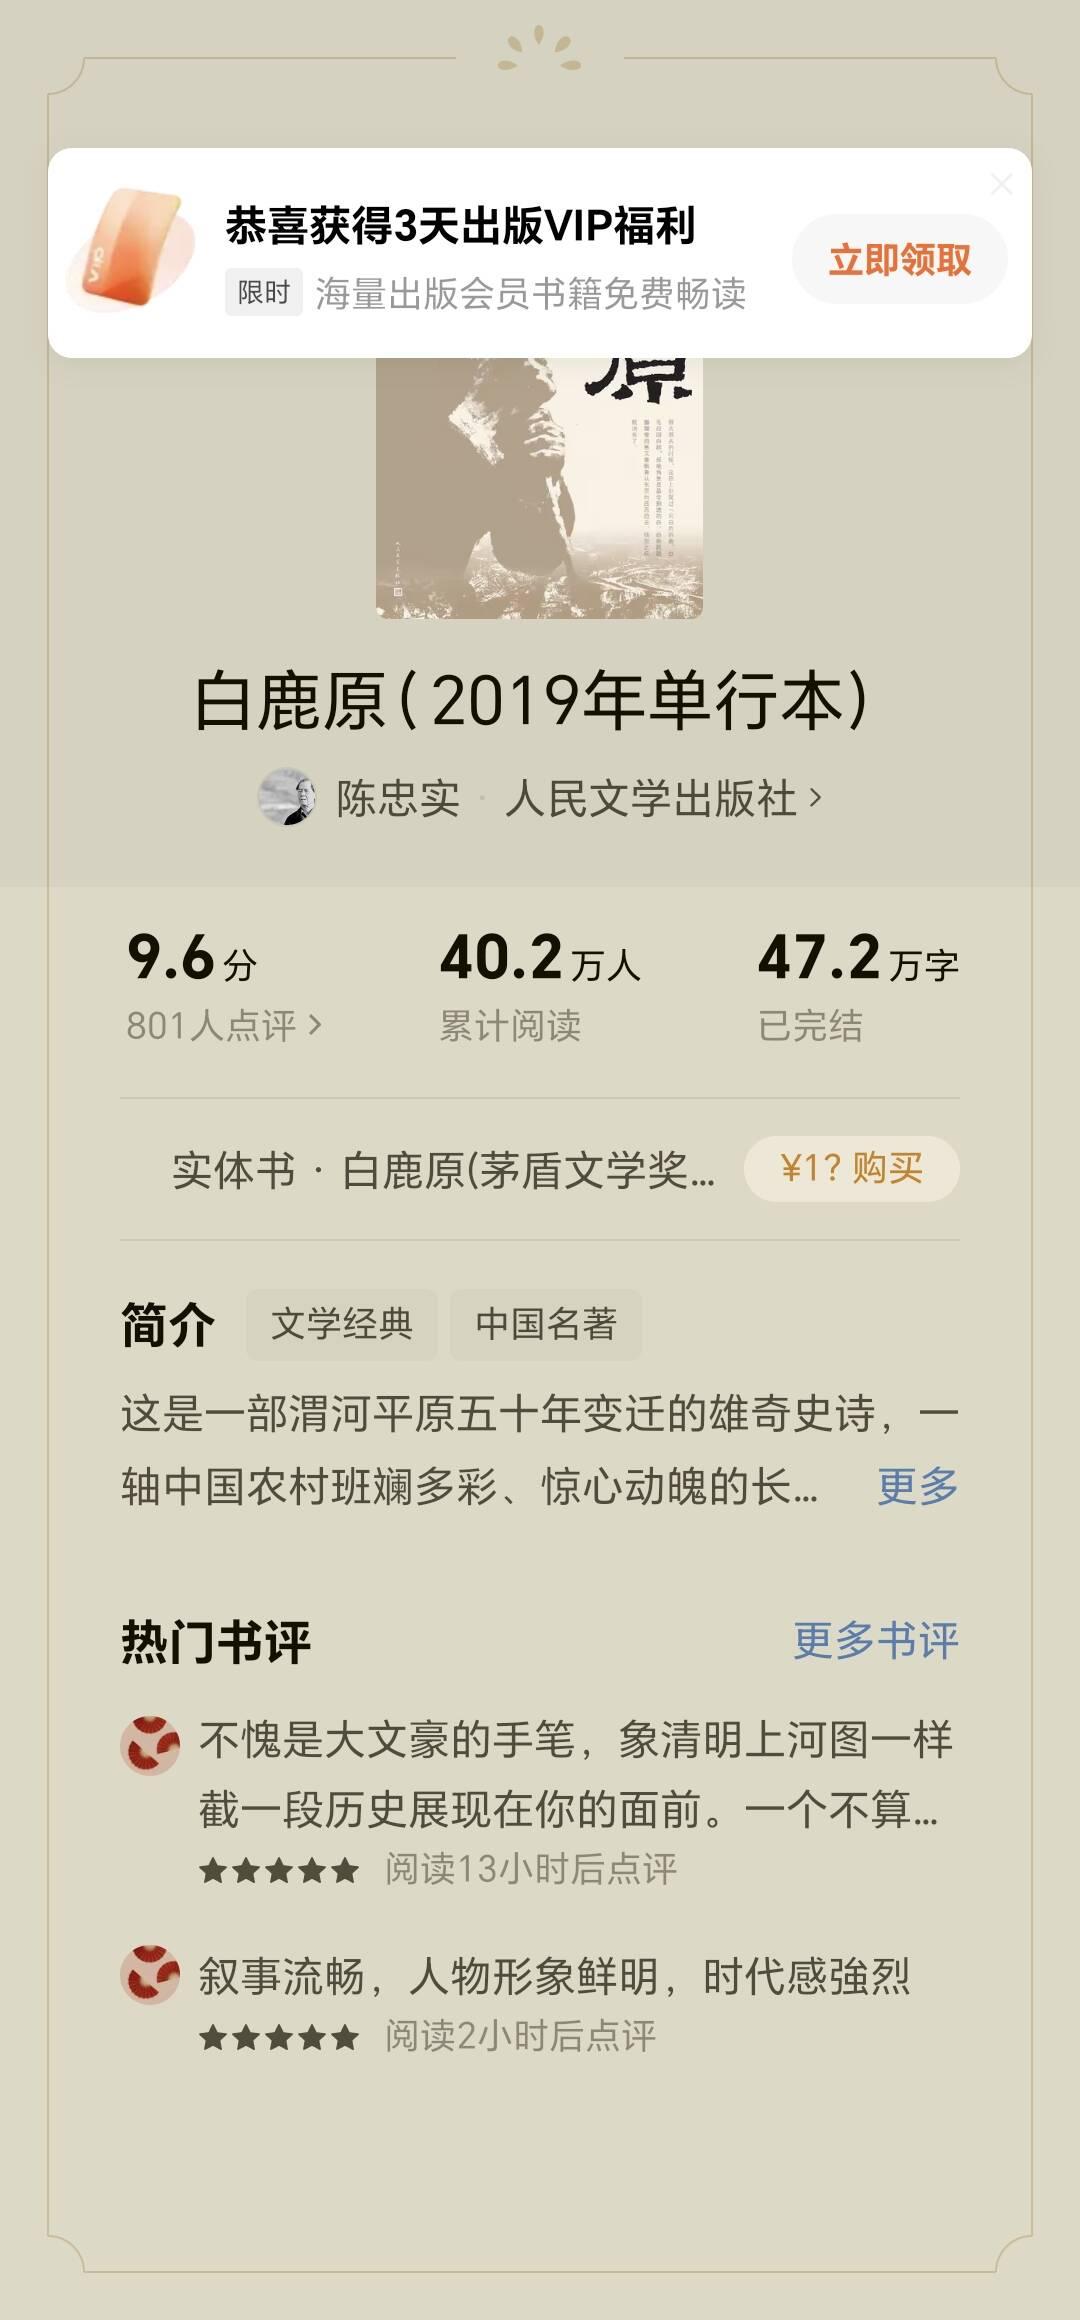 恭喜获得3天出版VIP福利
立即领取
限时 海量出版会员书籍免费畅读
原
白鹿原(2019年单行本)
陈忠实 · 人民文学出版社 >
9.6分 40.2万人 47.2万字
801人点评 > 累计阅读 已完结
实体书 · 白鹿原(茅盾文学奖... ¥1? 购买
简介 文学经典 中国名著
这是一部渭河平原五十年变迁的雄奇史诗，一
轴中国农村班斓多彩、惊心动魄的长... 更多
热门书评 更多书评
不愧是大文豪的手笔，象清明上河图一样
截一段历史展现在你的面前。一个不算...
★★★★★ 阅读13小时后点评
叙事流畅，人物形象鲜明，时代感強烈
★★★★★ 阅读2小时后点评